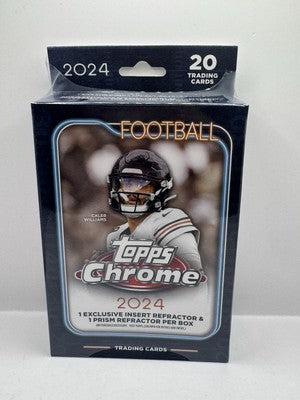 2024
20
TRADING
CARDS
FOOTBALL
CALEB
WILLIAMS
TOPPS
Chrome
2024
1 EXCLUSIVE INSERT REFRACTOR &
1 PRISM REFRACTOR PER BOX
TRADING CARDS